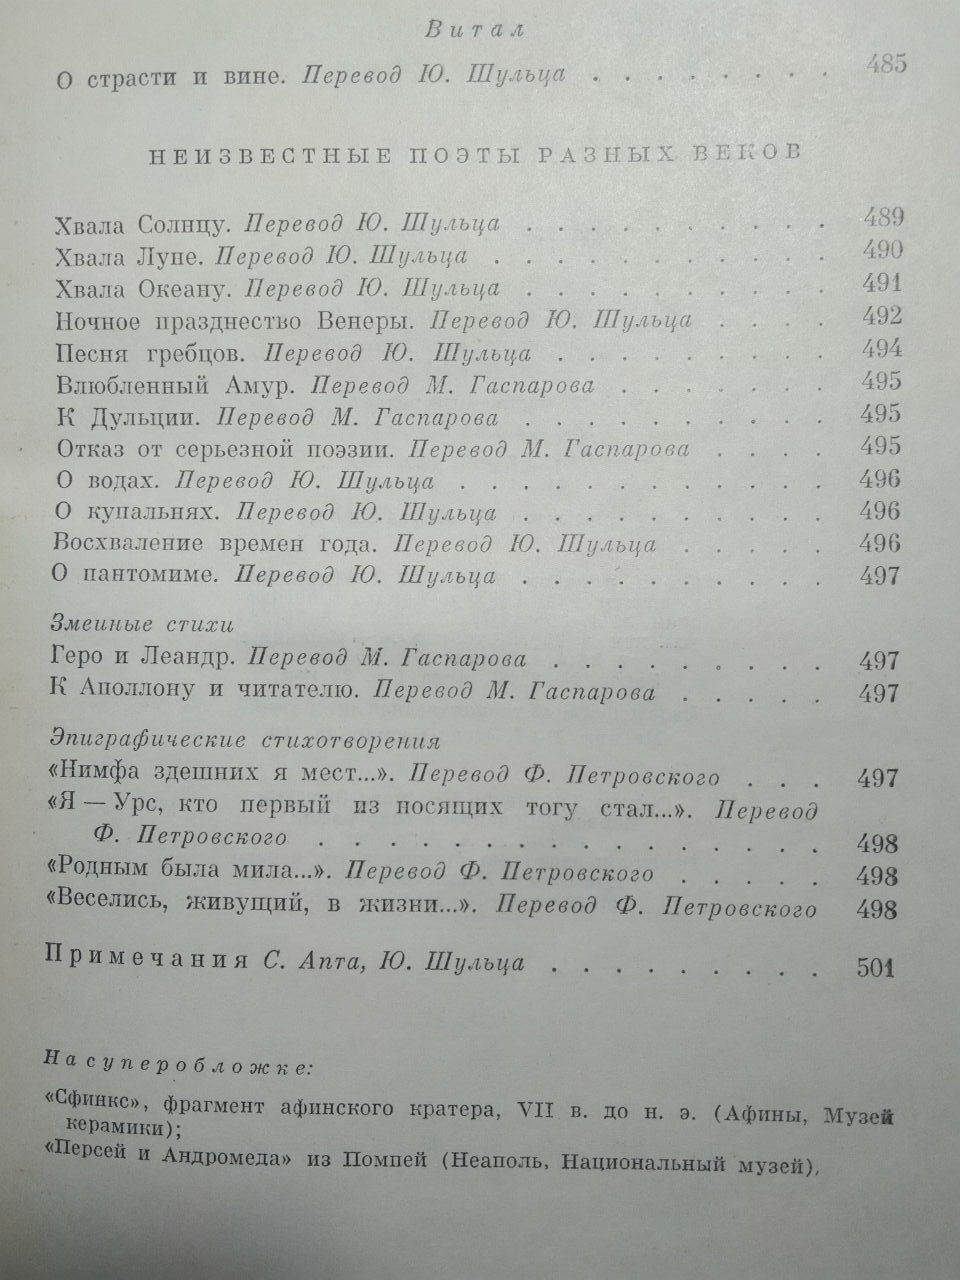 Витал
О страсти и вине. Перевод Ю. Шульца . . . . . . . . 485
НЕИЗВЕСТНЫЕ ПОЭТЫ РАЗНЫХ ВЕКОВ
Хвала Солнцу. Перевод Ю. Шульца . . . . . . . . . . 489
Хвала Луне. Перевод Ю. Шульца . . . . . . . . . . . 490
Хвала Океану. Перевод Ю. Шульца . . . . . . . . . . 491
Ночное празднество Венеры. Перевод Ю. Шульца . . . . 492
Песня гребцов. Перевод Ю. Шульца . . . . . . . . . 494
Влюбленный Амур. Перевод М. Гаспарова . . . . . . . 495
К Дульции. Перевод М. Гаспарова . . . . . . . . . . 495
Отказ от серьезной поэзии. Перевод М. Гаспарова . . . . 495
О водах. Перевод Ю. Шульца . . . . . . . . . . . . 496
О купальнях. Перевод Ю. Шульца . . . . . . . . . . 496
Восхваление времен года. Перевод Ю. Шульца . . . . . 496
О пантомиме. Перевод Ю. Шульца . . . . . . . . . . 497
Змеиные стихи
Геро и Леандр. Перевод М. Гаспарова . . . . . . . . . 497
К Аполлону и читателю. Перевод М. Гаспарова . . . . . 497
Эпиграфические стихотворения
«Нимфа здешних я мест...». Перевод Ф. Петровского . . . 497
«Я — Урс, кто первый из носящих тогу стал...». Перевод
Ф. Петровского . . . . . . . . . . . . . . . . 498
«Родным была мила...». Перевод Ф. Петровского . . . . . 498
«Веселись, живущий, в жизни...». Перевод Ф. Петровского 498
Примечания С. Апта, Ю. Шульца . . . . . . . . . 501
На суперобложке:
«Сфинкс», фрагмент афинского кратера, VII в. до н. э. (Афины, Музей
керамики);
«Персей и Андромеда» из Помпей (Неаполь, Национальный музей),